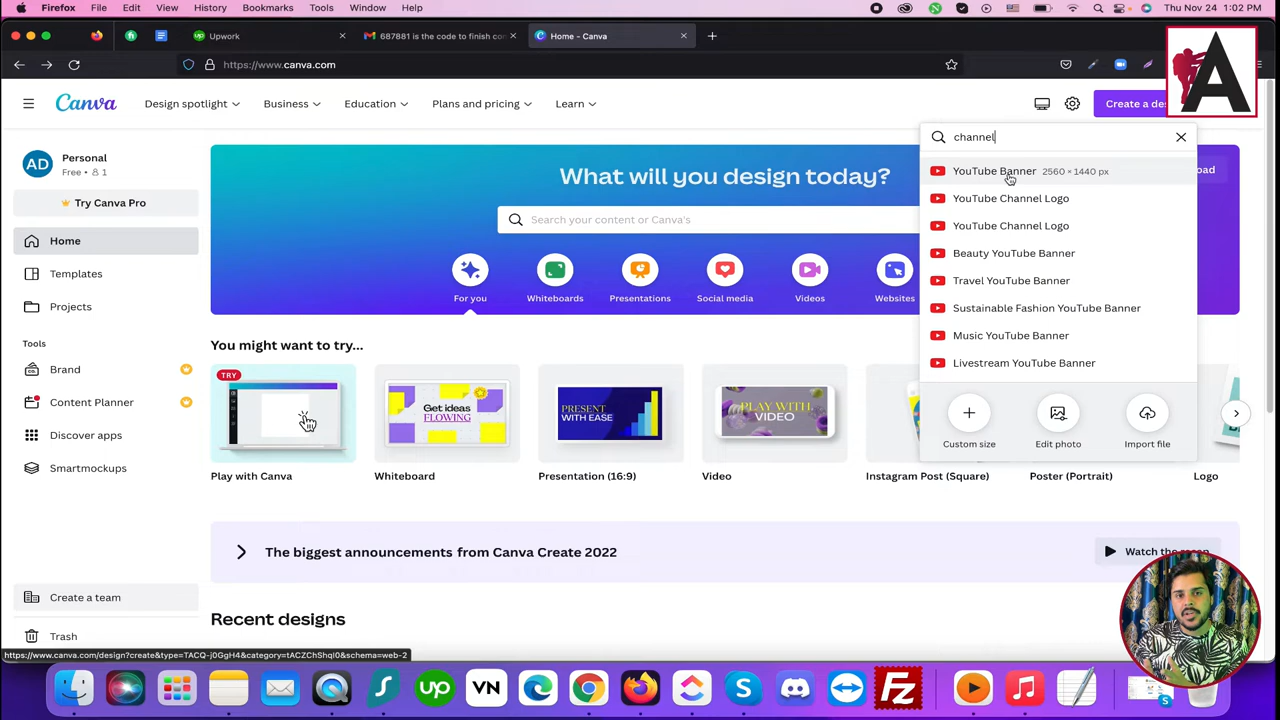 Firefox File Edit View History Bookmarks Tools Window Help Thu Nov 24 1:02 PM
Upwork
687881 is the code to finish con
Home - Canva
https://www.canva.com
Canva
Design spotlight
Business
Education
Plans and pricing
Learn
Create a de
A
AD
Personal
Free • 1
Try Canva Pro
Home
Templates
Projects
Tools
Brand
Content Planner
Discover apps
Smartmockups
Create a team
Trash
What will you design today?
Search your content or Canva's
For you
Whiteboards
Presentations
Social media
Videos
Websites
channel
YouTube Banner 2560 × 1440 px
YouTube Channel Logo
YouTube Channel Logo
Beauty YouTube Banner
Travel YouTube Banner
Sustainable Fashion YouTube Banner
Music YouTube Banner
Livestream YouTube Banner
Custom size
Edit photo
Import file
oad
You might want to try...
TRY
Get ideas
FLOWING
PRESENT
WITH EASE
PLAY WITH
VIDEO
Play with Canva
Whiteboard
Presentation (16:9)
Video
Instagram Post (Square)
Poster (Portrait)
Logo
The biggest announcements from Canva Create 2022
Watch the recap
Recent designs
https://www.canva.com/design?create&type=TACQ-j0GgH4&category=tACZChShqI0&schema=web-2
up
VN
Fz